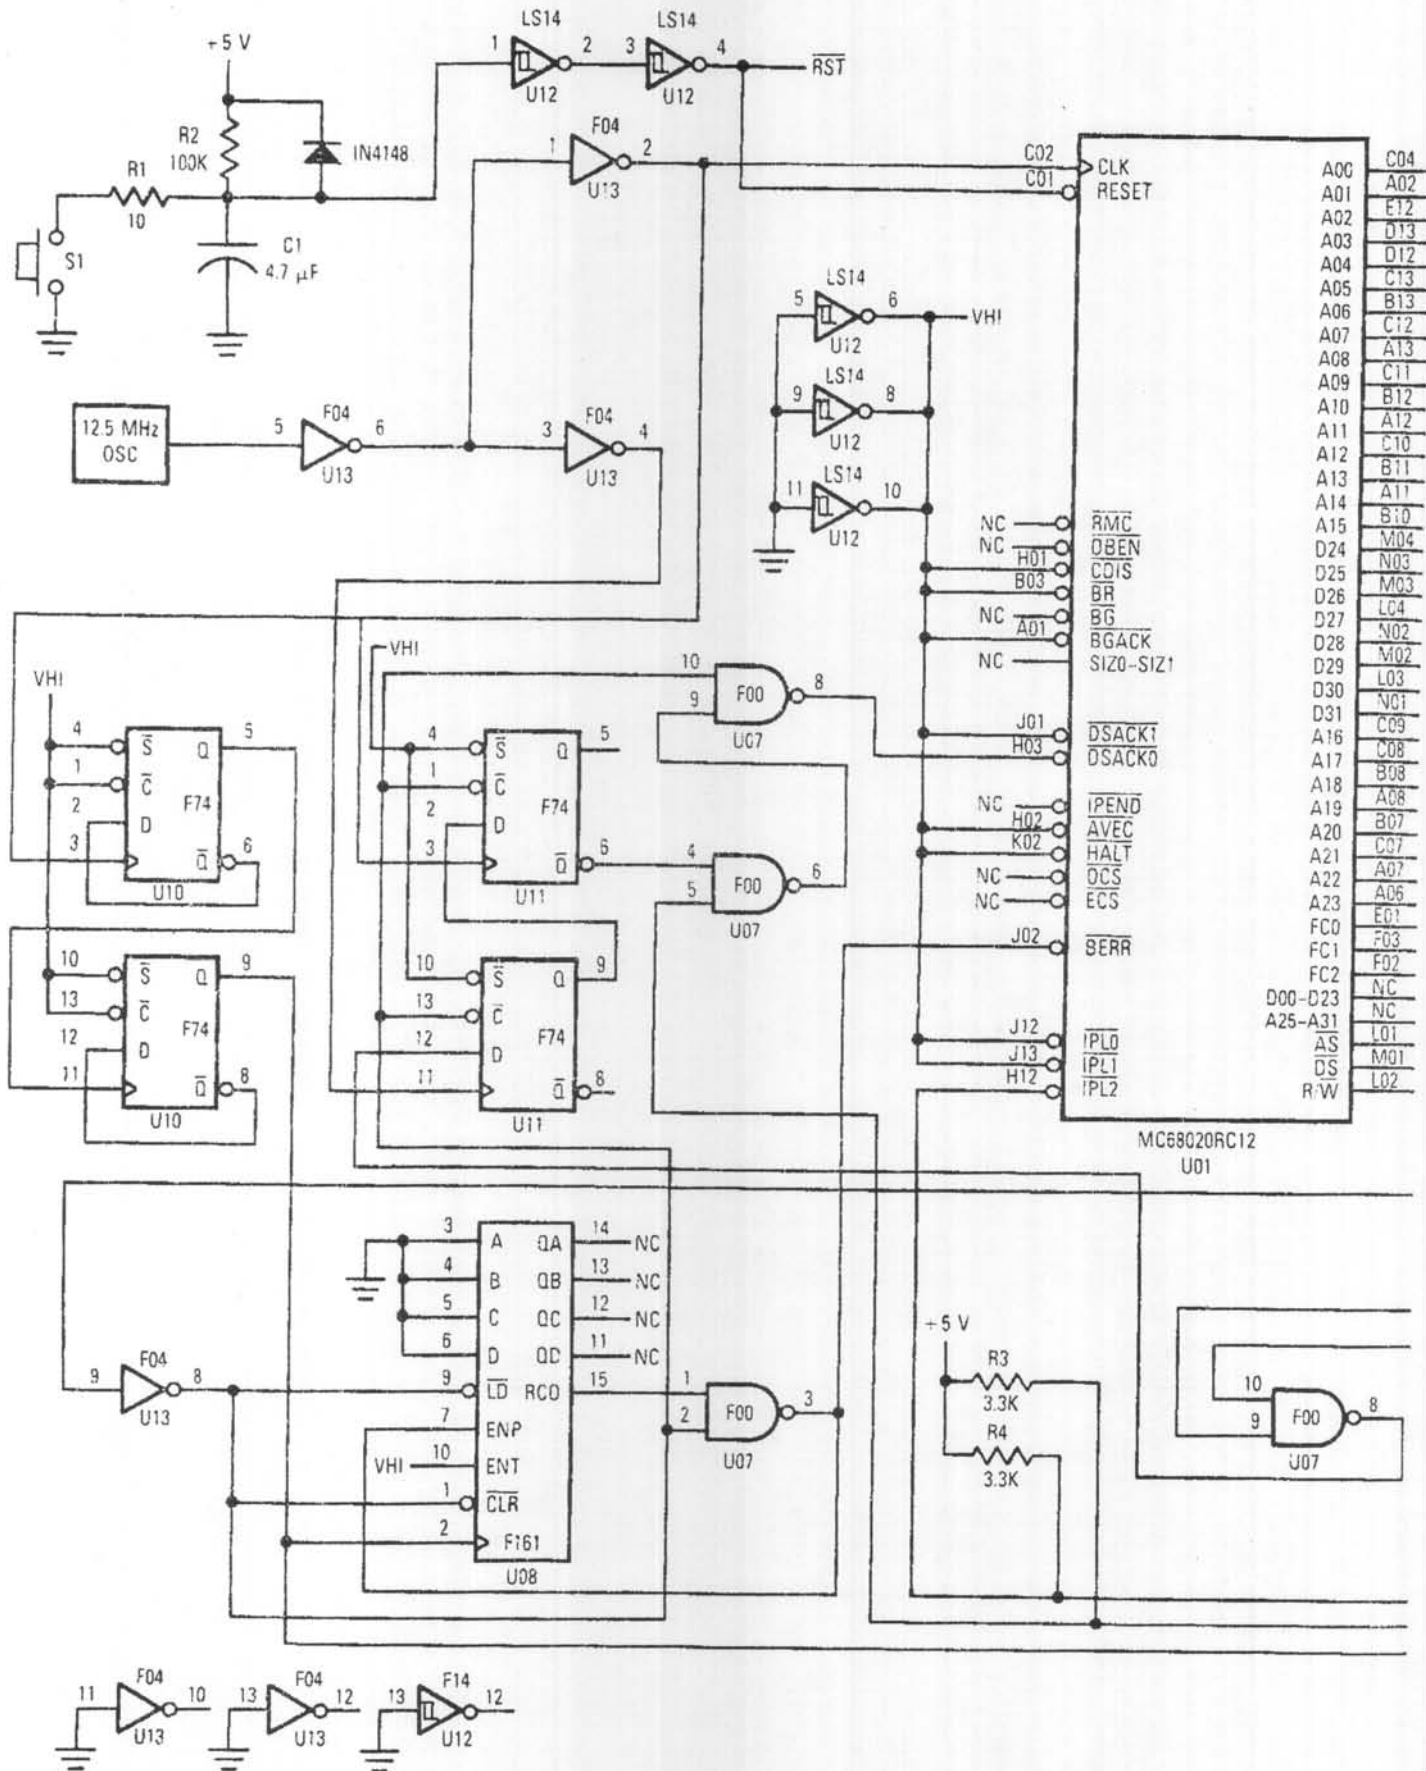 LS14 LS14
+5 V
1 2 3 4 RST
U12 U12
R2
100K
IN4148
F04
1 2
U13
R1
10
S1
C1
4.7 µF
C02 CLK
C01 RESET
LS14
5 6 VHI
U12
LS14
9 8
U12
LS14
11 10
U12
12.5 MHz
OSC
F04
5 6
U13
F04
3 4
U13
NC RMC
NC DBEN
H01 CDIS
B03 BR
NC BG
A01 BGACK
NC SIZ0-SIZ1
J01 DSACK1
H03 DSACK0
NC IPEND
H02 AVEC
K02 HALT
NC OCS
NC ECS
J02 BERR
J12 IPL0
J13 IPL1
H12 IPL2
A00 C04
A01 A02
A02 E12
A03 D13
A04 D12
A05 C13
A06 B13
A07 C12
A08 A13
A09 C11
A10 B12
A11 A12
A12 C10
A13 B11
A14 A11
A15 B10
D24 M04
D25 N03
D26 M03
D27 L04
D28 N02
D29 M02
D30 L03
D31 N01
A16 C09
A17 C08
A18 B08
A19 A08
A20 B07
A21 C07
A22 A07
A23 A06
FC0 E01
FC1 F03
FC2 F02
D00-D23 NC
A25-A31 NC
AS L01
DS M01
R/W L02
MC68020RC12
U01
VHI
4 S Q 5
1 C
2 D F74
3 Q 6
U10
10 S Q 9
13 C
12 D F74
11 Q 8
U10
VHI
4 S Q 5
1 C
2 D F74
3 Q 6
U11
10 S Q 9
13 C
12 D F74
11 Q 8
U11
10
9 F00 8
U07
4
5 F00 6
U07
3 A QA 14 NC
4 B QB 13 NC
5 C QC 12 NC
6 D QD 11 NC
9 LD RCO 15
7 ENP
VHI 10 ENT
1 CLR
2 F161
U08
F04
9 8
U13
1
2 F00 3
U07
+5 V
R3
3.3K
R4
3.3K
10
9 F00 8
U07
F04
11 10
U13
F04
13 12
U13
F14
13 12
U12